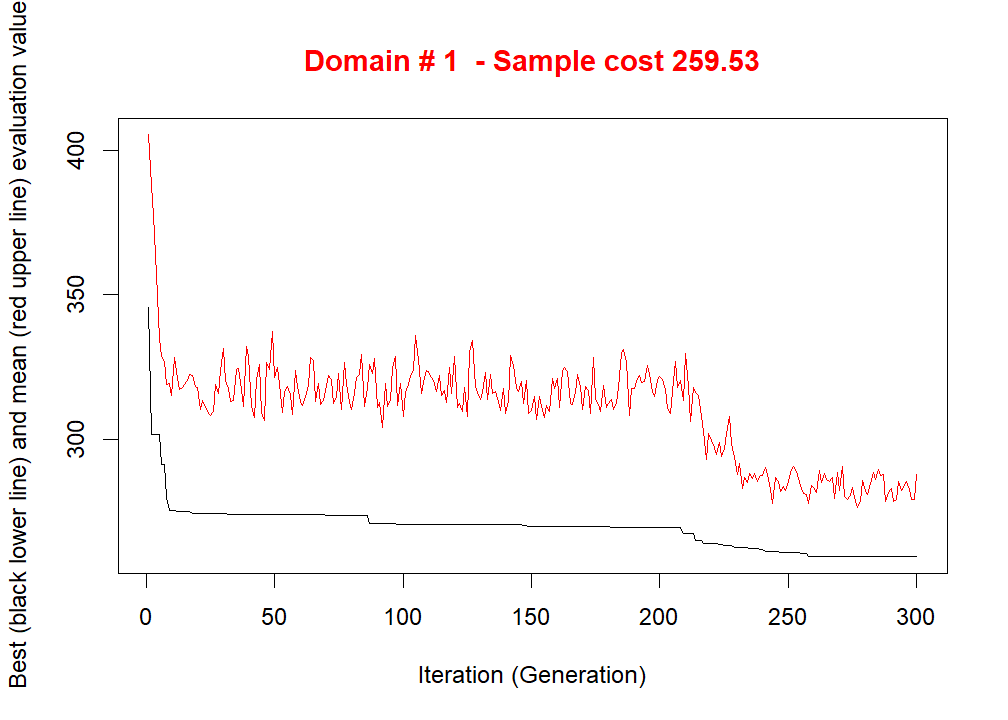 Domain # 1  - Sample cost 259.53
Best (black lower line) and mean (red upper line) evaluation value
400
350
300
0 50 100 150 200 250 300
Iteration (Generation)